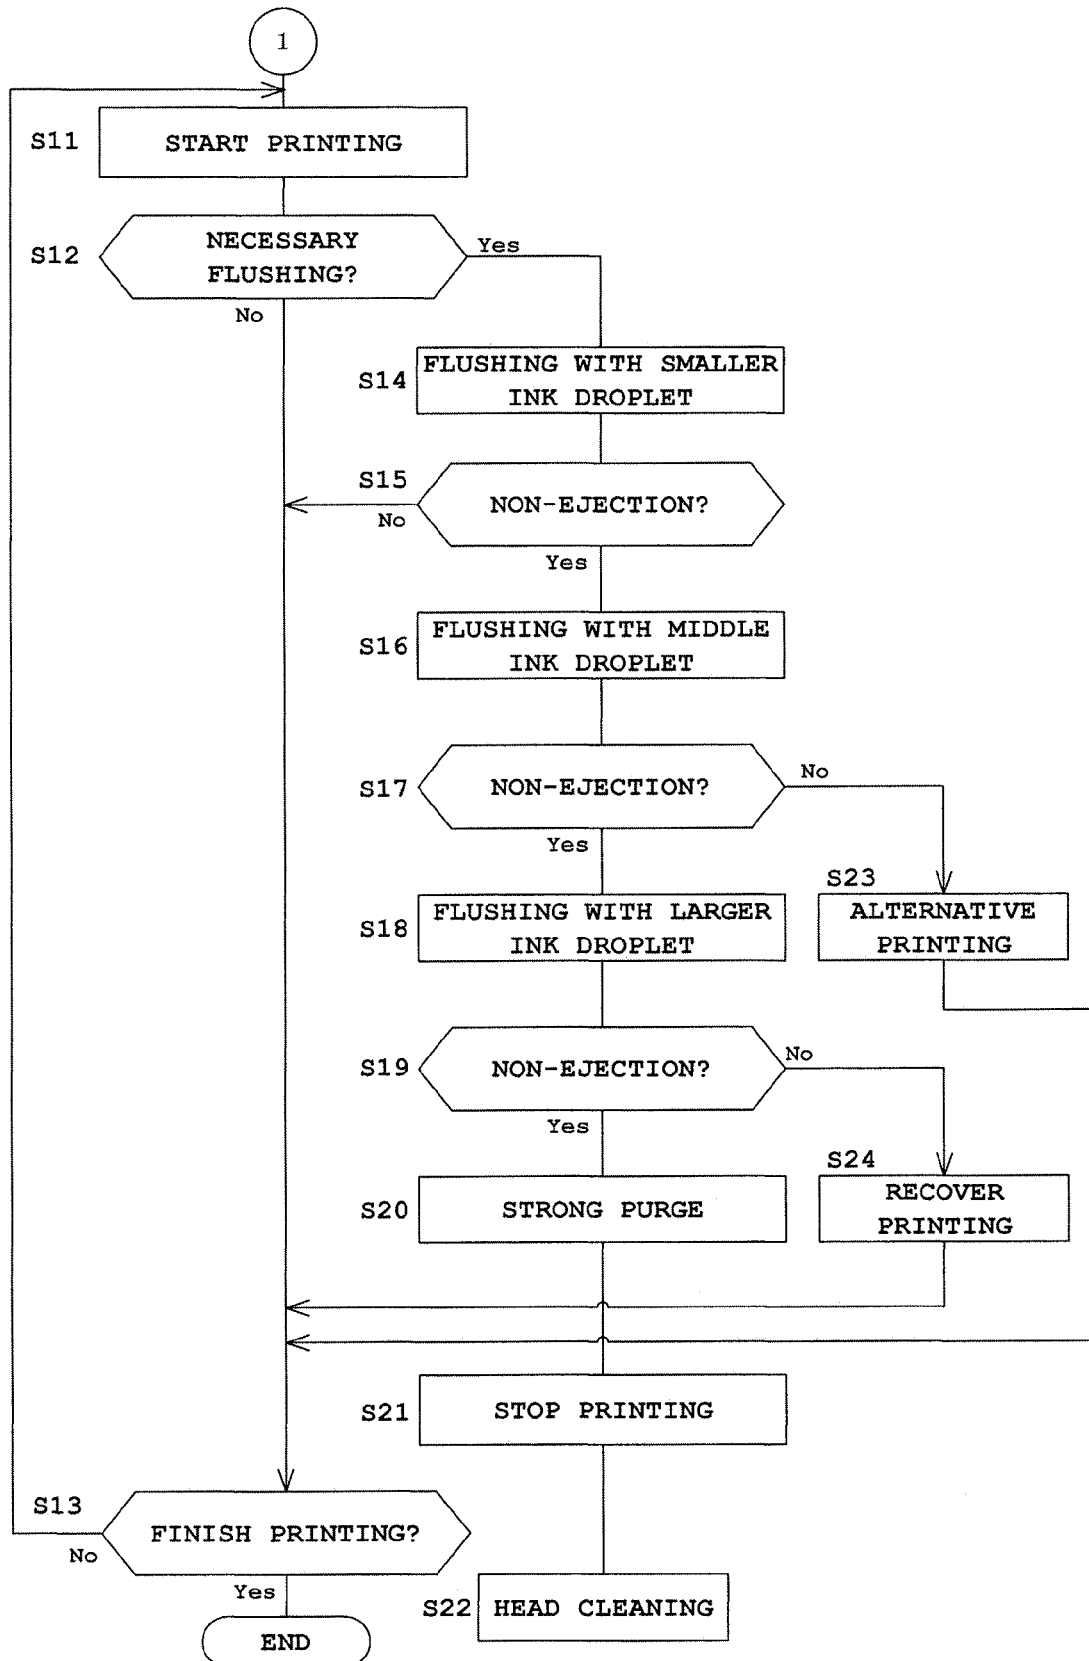 1
S11
START PRINTING
S12
NECESSARY
FLUSHING?
Yes
No
S14
FLUSHING WITH SMALLER
INK DROPLET
S15
NON-EJECTION?
No
Yes
S16
FLUSHING WITH MIDDLE
INK DROPLET
S17
NON-EJECTION?
No
Yes
S23
ALTERNATIVE
PRINTING
S18
FLUSHING WITH LARGER
INK DROPLET
S19
NON-EJECTION?
No
Yes
S24
RECOVER
PRINTING
S20
STRONG PURGE
S21
STOP PRINTING
S13
FINISH PRINTING?
No
Yes
S22
HEAD CLEANING
END